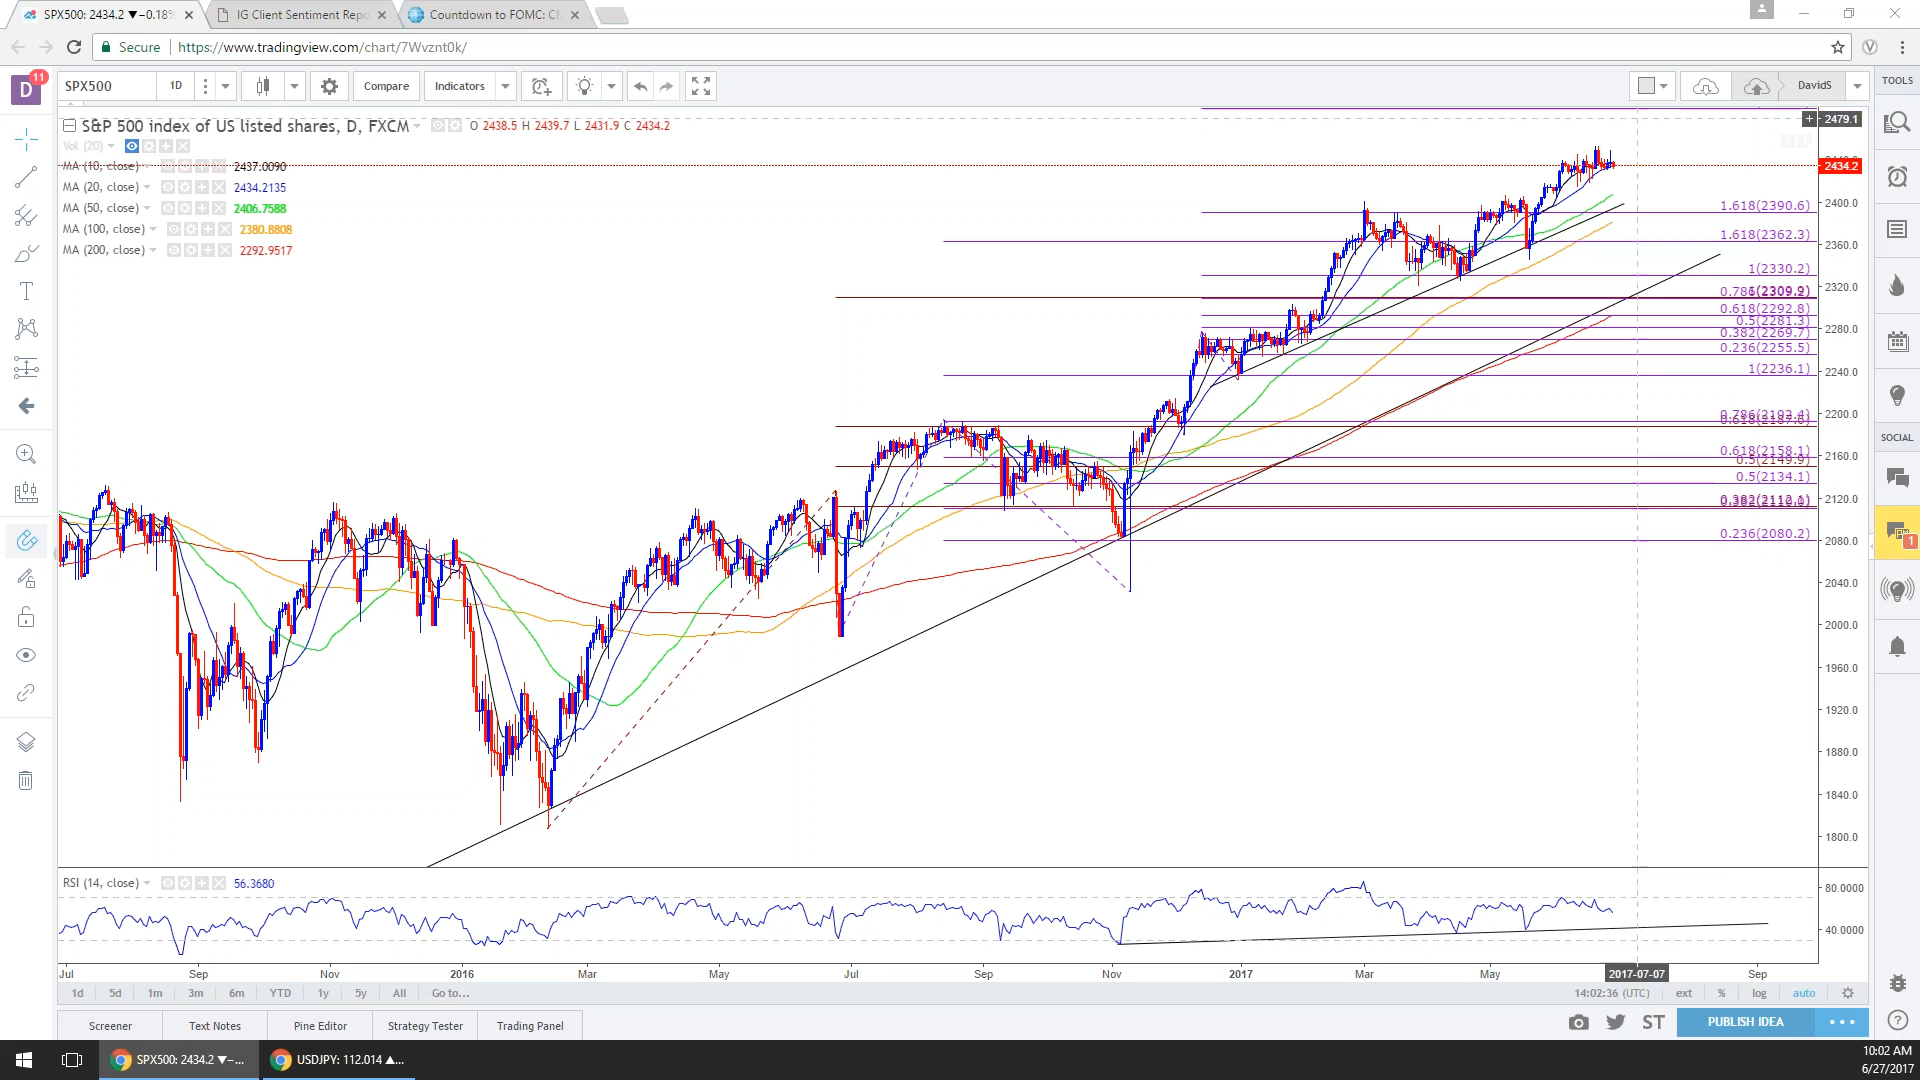 SPX500: 2434.2 ▼−0.18%
IG Client Sentiment Repo
Countdown to FOMC: Ch
Secure
https://www.tradingview.com/chart/7Wvznt0k/
D
11
SPX500
1D
Compare
Indicators
DavidS
TOOLS
S&P 500 index of US listed shares, D, FXCM
O 2438.5 H 2439.7 L 2431.9 C 2434.2
Vol (20)
MA (10, close)
2437.0090
MA (20, close)
2434.2135
MA (50, close)
2406.7588
MA (100, close)
2380.8808
MA (200, close)
2292.9517
2479.1
2434.2
2400.0
2360.0
2320.0
2280.0
2240.0
2200.0
2160.0
2120.0
2080.0
2040.0
2000.0
1960.0
1920.0
1880.0
1840.0
1800.0
1.618(2390.6)
1.618(2362.3)
1(2330.2)
0.618(2292.8)
0.5(2281.3)
0.382(2269.7)
0.236(2255.5)
1(2236.1)
0.786(2192.4)
0.618(2158.1)
0.5(2149.9)
0.5(2134.1)
0.236(2080.2)
SOCIAL
1
RSI (14, close)
56.3680
80.0000
40.0000
Jul
Sep
Nov
2016
Mar
May
Jul
Sep
Nov
2017
Mar
May
2017-07-07
Sep
1d
5d
1m
3m
6m
YTD
1y
5y
All
Go to...
14:02:36 (UTC)
ext
%
log
auto
Screener
Text Notes
Pine Editor
Strategy Tester
Trading Panel
ST
PUBLISH IDEA
SPX500: 2434.2 ▼−...
USDJPY: 112.014 ▲...
10:02 AM
6/27/2017